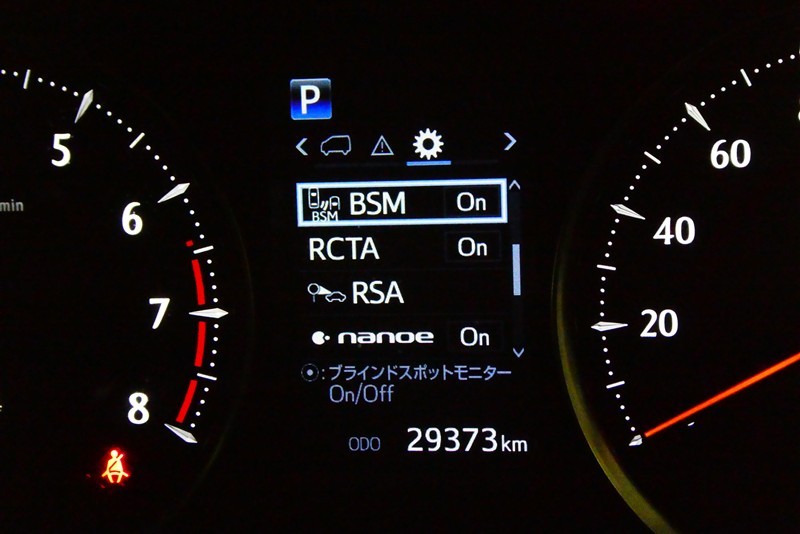 P
BSM BSM On
RCTA On
RSA
nanoe On
:ブラインドスポットモニター
On/Off
ODO 29373km
5
6
7
8
min
60
40
20